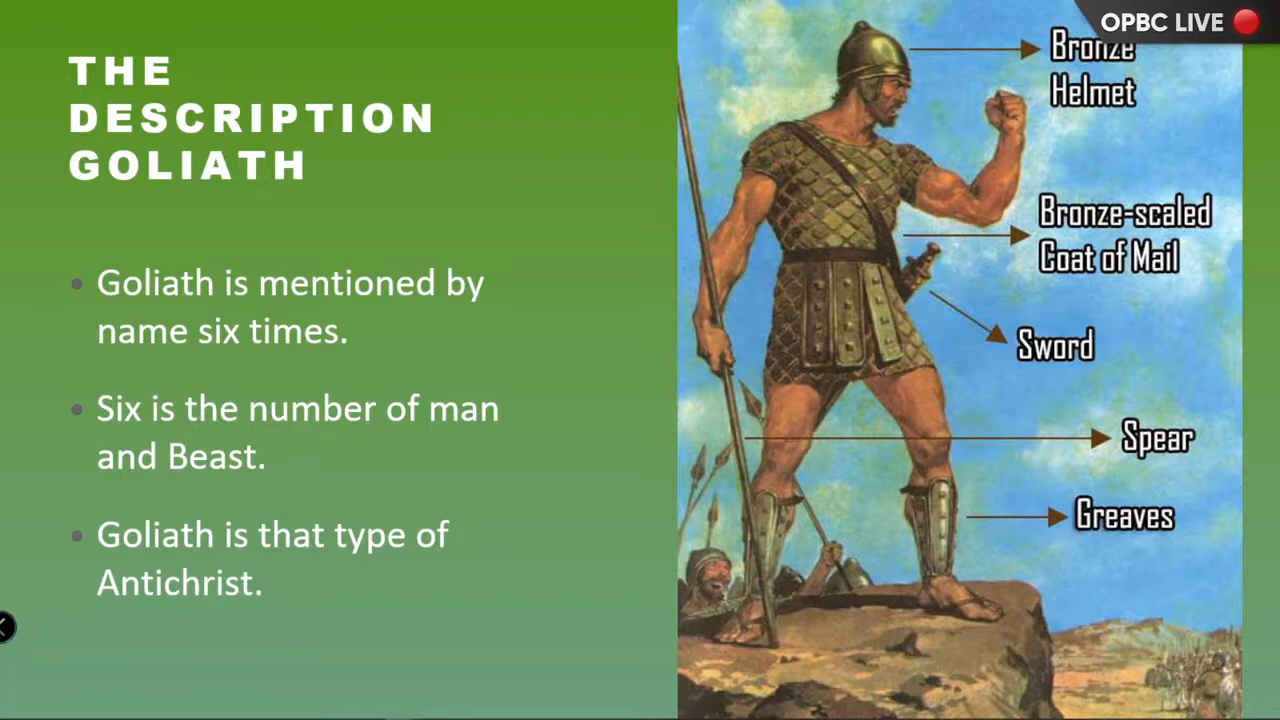 THE
DESCRIPTION
GOLIATH
Goliath is mentioned by
name six times.
Six is the number of man
and Beast.
Goliath is that type of
Antichrist.
OPBC LIVE
Bronze
Helmet
Bronze-scaled
Coat of Mail
Sword
Spear
Greaves